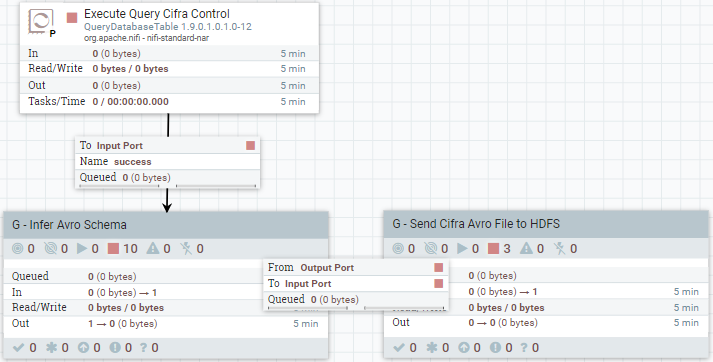 Execute Query Cifra Control
QueryDatabaseTable 1.9.0.1.0.1.0-12
org.apache.nifi - nifi-standard-nar
P
In 0 (0 bytes) 5 min
Read/Write 0 bytes / 0 bytes 5 min
Out 0 (0 bytes) 5 min
Tasks/Time 0 / 00:00:00.000 5 min
To Input Port
Name success
Queued 0 (0 bytes)
G - Infer Avro Schema
0 0 0 10 0 0
Queued 0 (0 bytes)
In 0 (0 bytes) → 1
Read/Write 0 bytes / 0 bytes
Out 1 → 0 (0 bytes) 5 min
0 0 0 0 ? 0
From Output Port
To Input Port
Queued 0 (0 bytes)
G - Send Cifra Avro File to HDFS
0 0 0 3 0 0
0 (0 bytes)
0 (0 bytes) → 1 5 min
0 bytes / 0 bytes 5 min
Out 0 → 0 (0 bytes) 5 min
0 0 0 0 ? 0